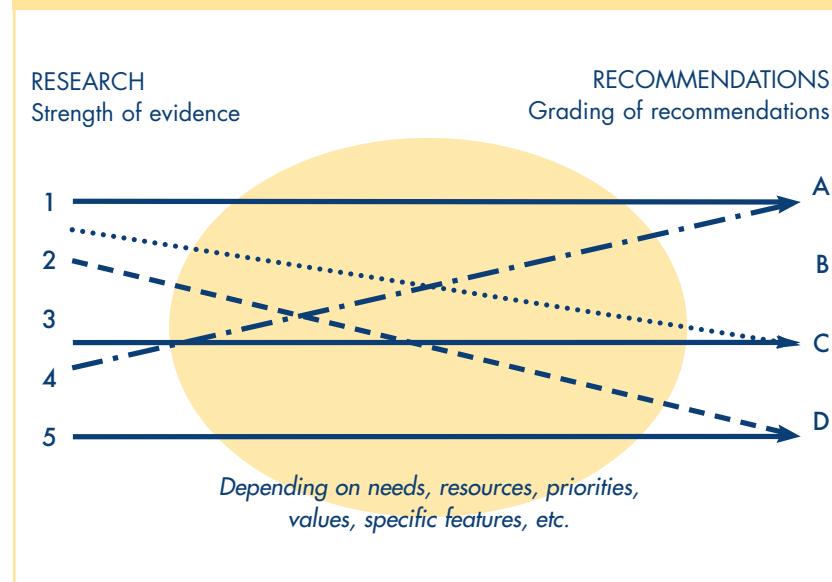 RESEARCH
Strength of evidence
RECOMMENDATIONS
Grading of recommendations
1
2
3
4
5
A
B
C
D
Depending on needs, resources, priorities,
values, specific features, etc.